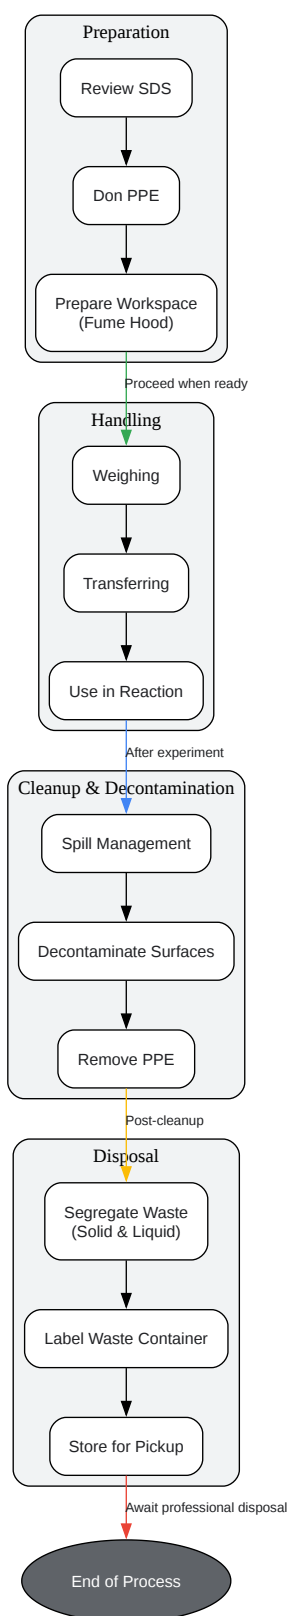 Preparation
Review SDS
Don PPE
Prepare Workspace
(Fume Hood)
Proceed when ready
Handling
Weighing
Transferring
Use in Reaction
After experiment
Cleanup & Decontamination
Spill Management
Decontaminate Surfaces
Remove PPE
Post-cleanup
Disposal
Segregate Waste
(Solid & Liquid)
Label Waste Container
Store for Pickup
Await professional disposal
End of Process